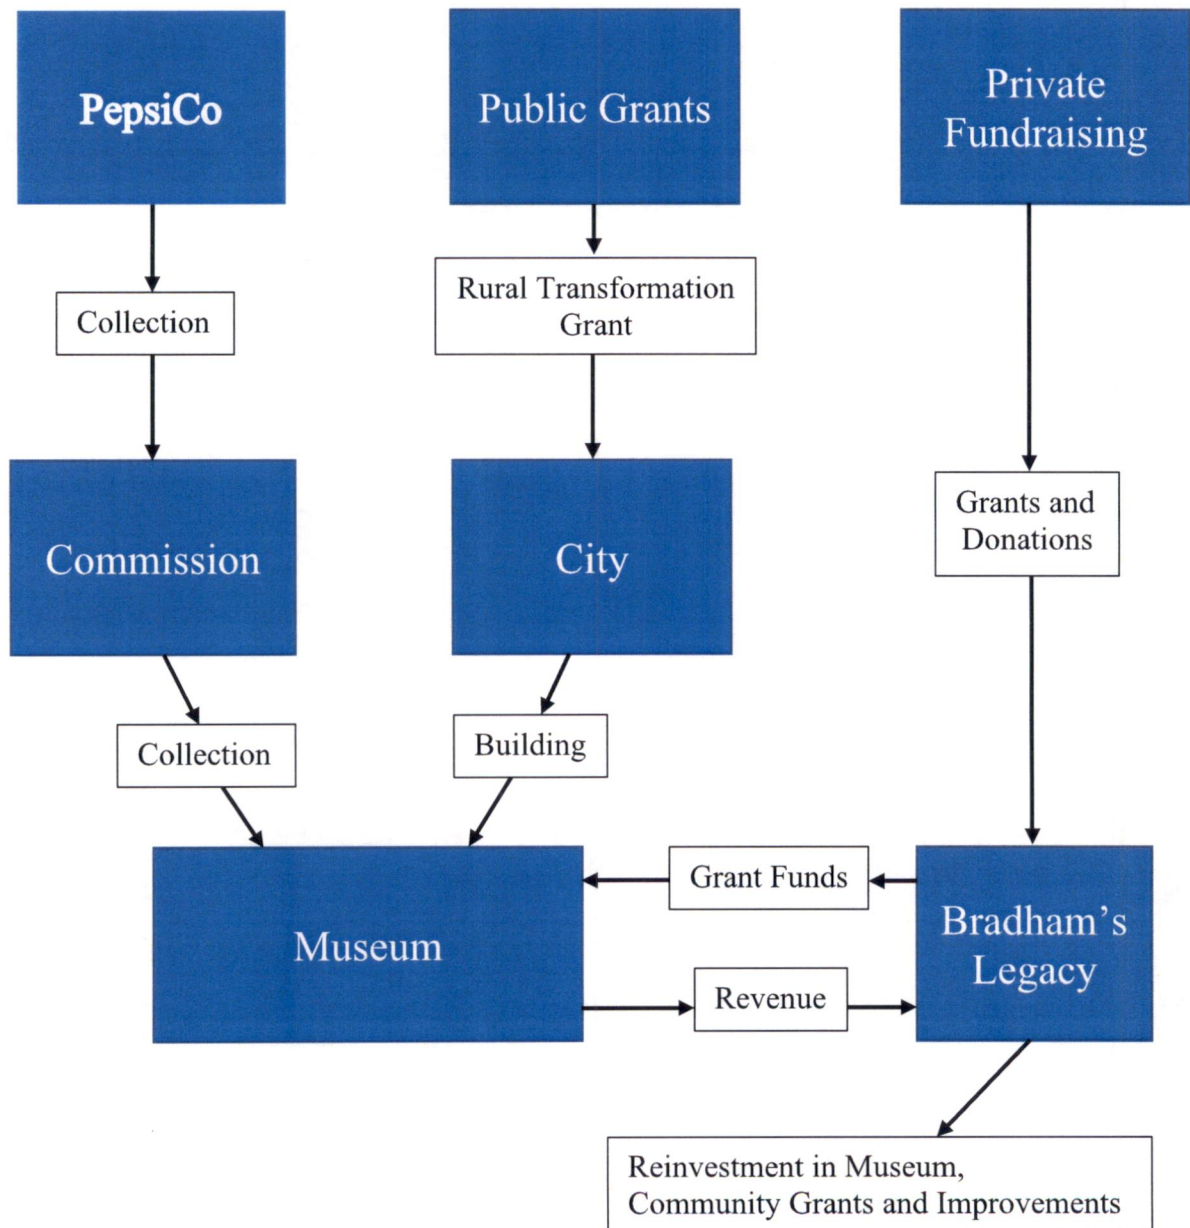 PepsiCo
Public Grants
Private
Fundraising
Collection
Rural Transformation
Grant
Commission
City
Grants and
Donations
Collection
Building
Museum
Grant Funds
Revenue
Bradham’s
Legacy
Reinvestment in Museum,
Community Grants and Improvements